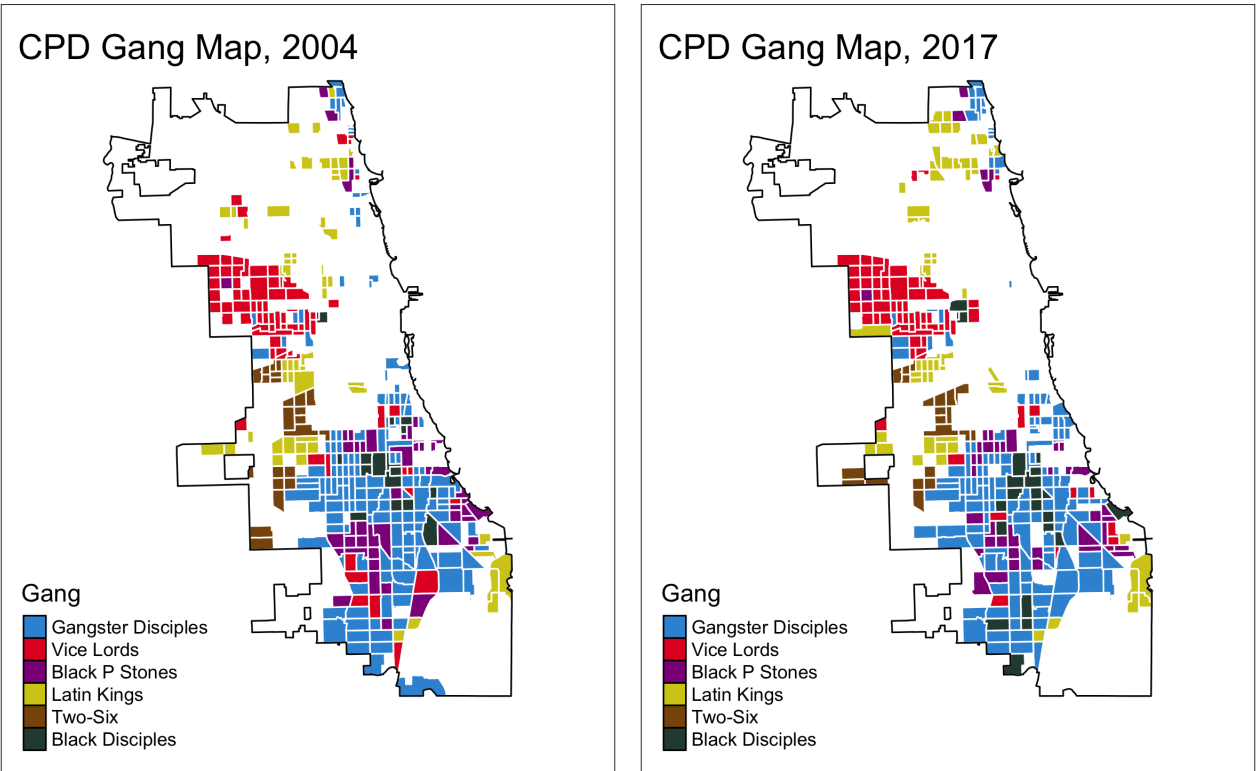 CPD Gang Map, 2004
Gang
Gangster Disciples
Vice Lords
Black P Stones
Latin Kings
Two-Six
Black Disciples
CPD Gang Map, 2017
Gang
Gangster Disciples
Vice Lords
Black P Stones
Latin Kings
Two-Six
Black Disciples